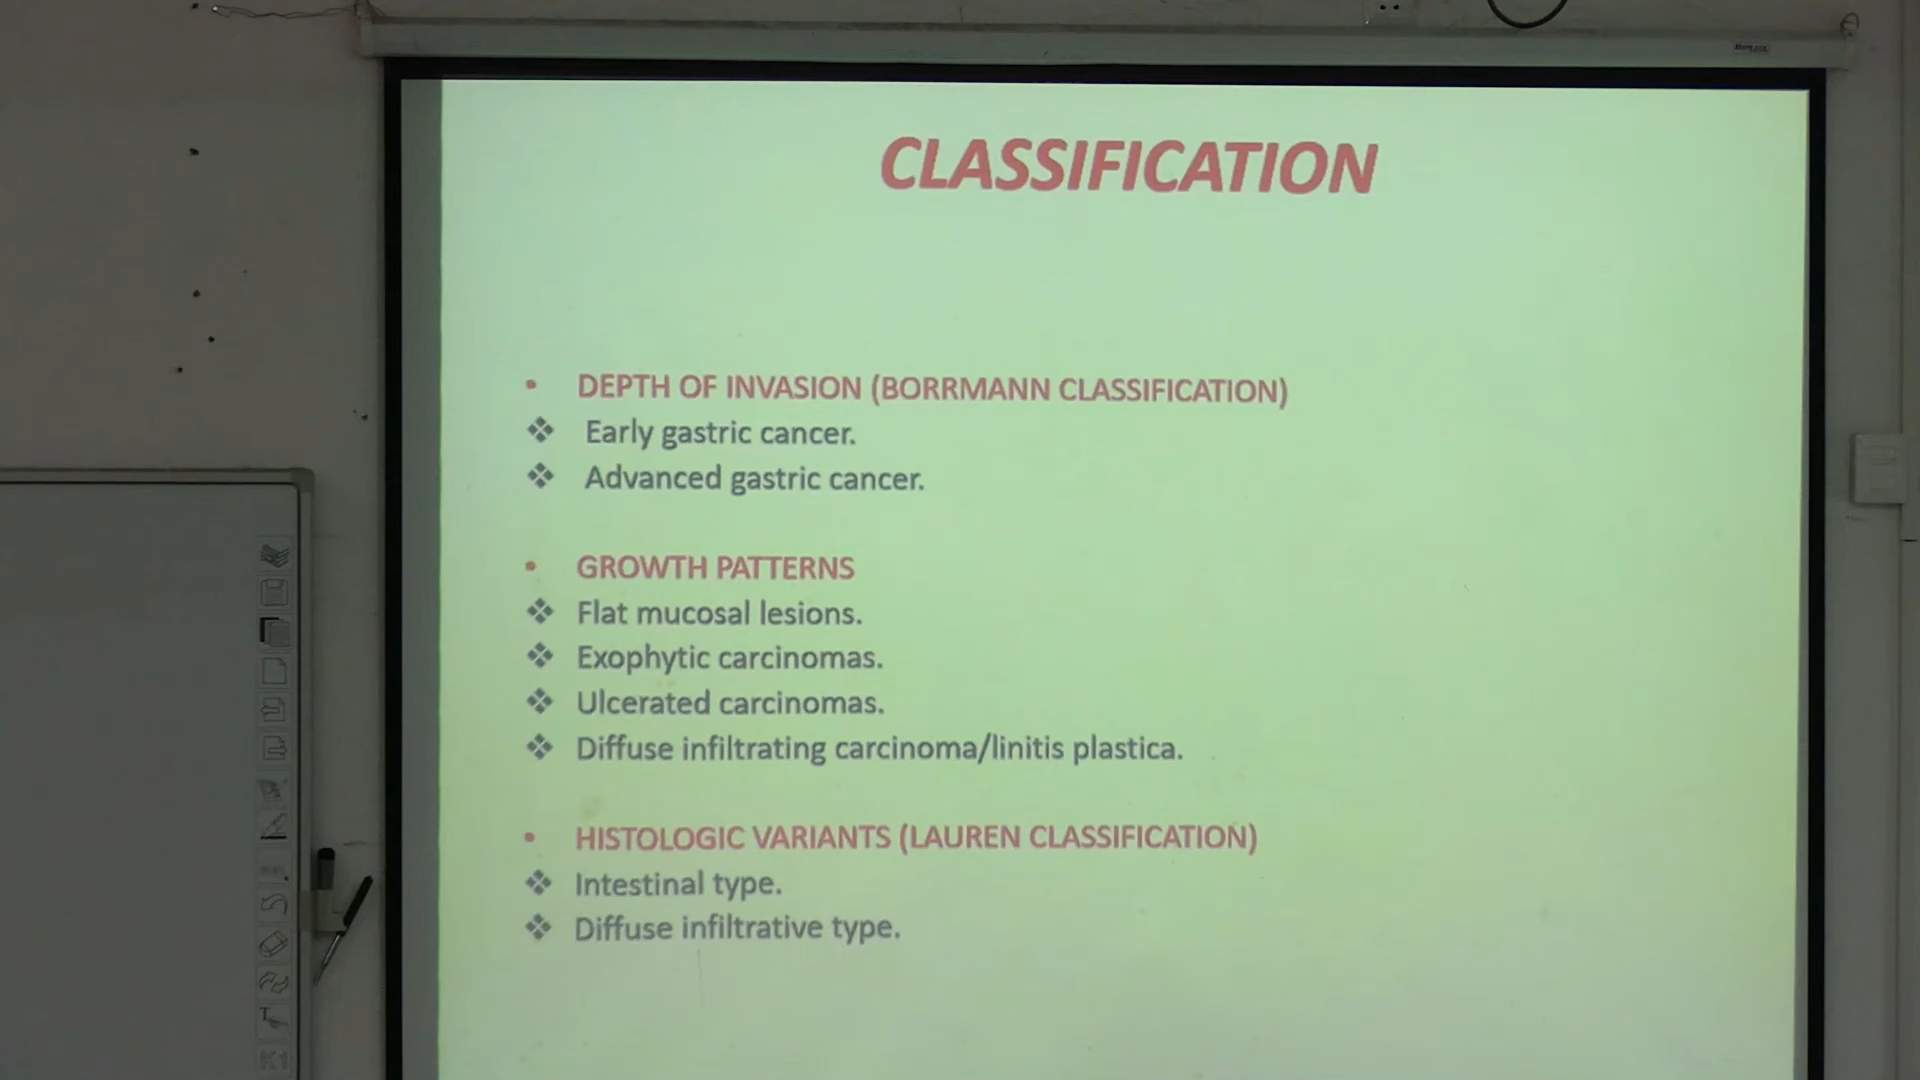 CLASSIFICATION
• DEPTH OF INVASION (BORRMANN CLASSIFICATION)
❖ Early gastric cancer.
❖ Advanced gastric cancer.
• GROWTH PATTERNS
❖ Flat mucosal lesions.
❖ Exophytic carcinomas.
❖ Ulcerated carcinomas.
❖ Diffuse infiltrating carcinoma/linitis plastica.
• HISTOLOGIC VARIANTS (LAUREN CLASSIFICATION)
❖ Intestinal type.
❖ Diffuse infiltrative type.